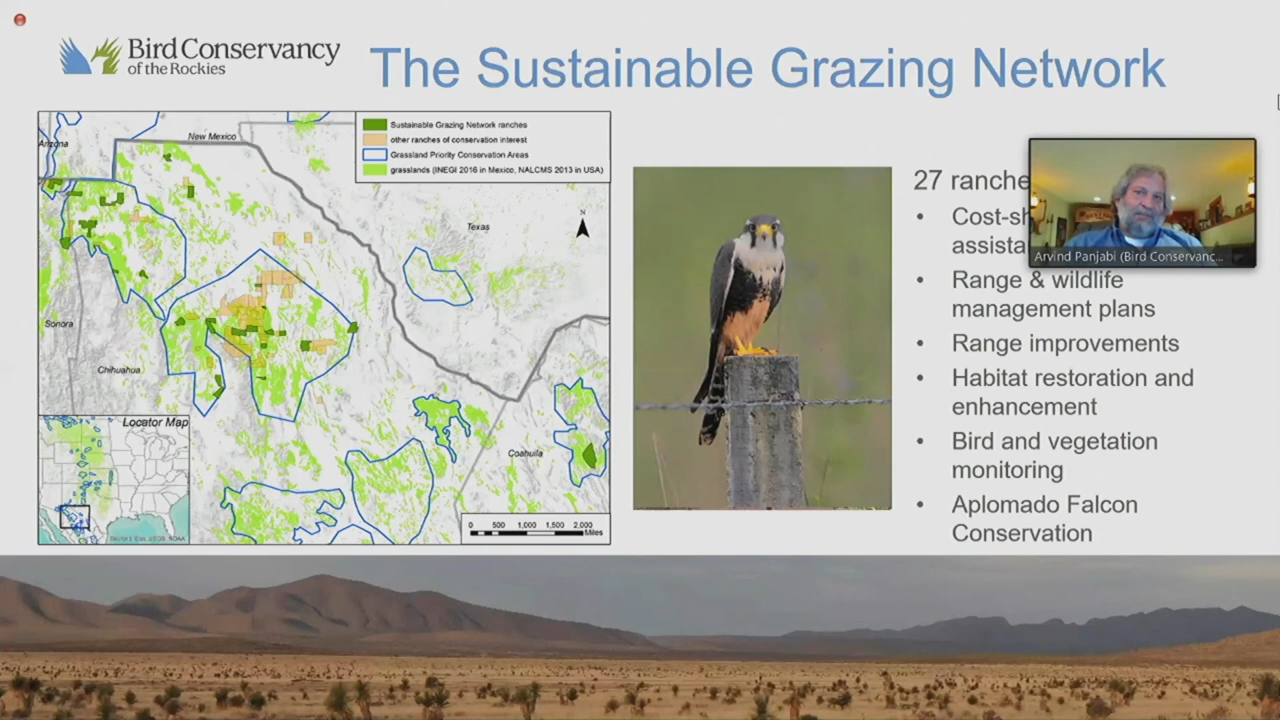 Bird Conservancy
of the Rockies
The Sustainable Grazing Network
Arizona
New Mexico
Sustainable Grazing Network ranches
other ranches of conservation interest
Grassland Priority Conservation Areas
grasslands (INEGI 2016 in Mexico, NALCMS 2013 in USA)
N
Texas
Sonora
Chihuahua
Coahuila
Locator Map
0 500 1,000 1,500 2,000
Miles
27 ranche
• Cost-sh
assista
• Range & wildlife
management plans
• Range improvements
• Habitat restoration and
enhancement
• Bird and vegetation
monitoring
• Aplomado Falcon
Conservation
Arvind Panjabi (Bird Conservanc...